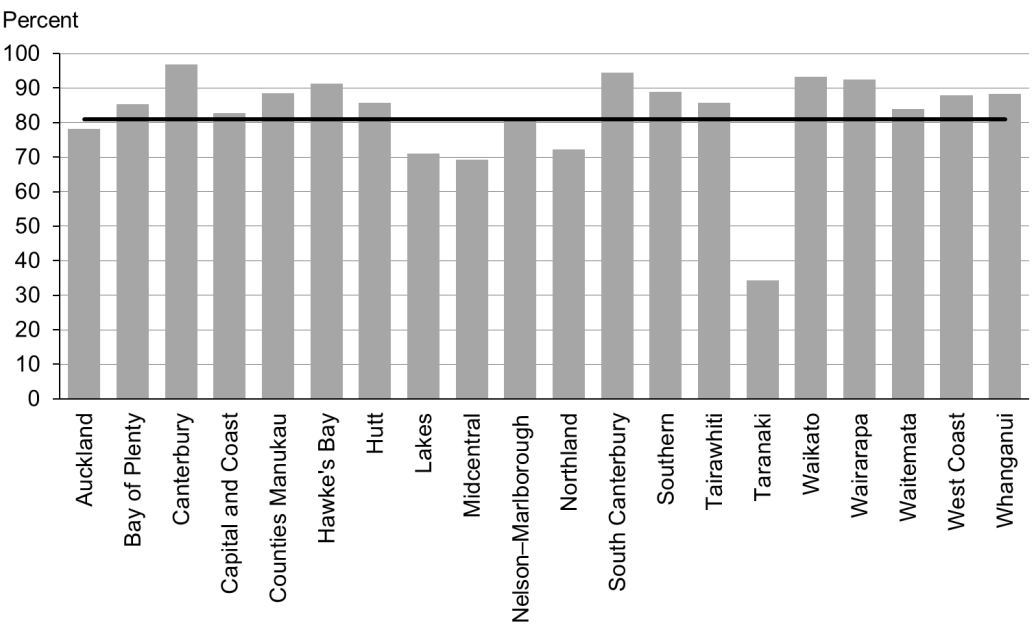 Percent
100
90
80
70
60
50
40
30
20
10
0
Auckland
Bay of Plenty
Canterbury
Capital and Coast
Counties Manukau
Hawke's Bay
Hutt
Lakes
Midcentral
Nelson–Marlborough
Northland
South Canterbury
Southern
Tairawhiti
Taranaki
Waikato
Wairarapa
Waitemata
West Coast
Whanganui